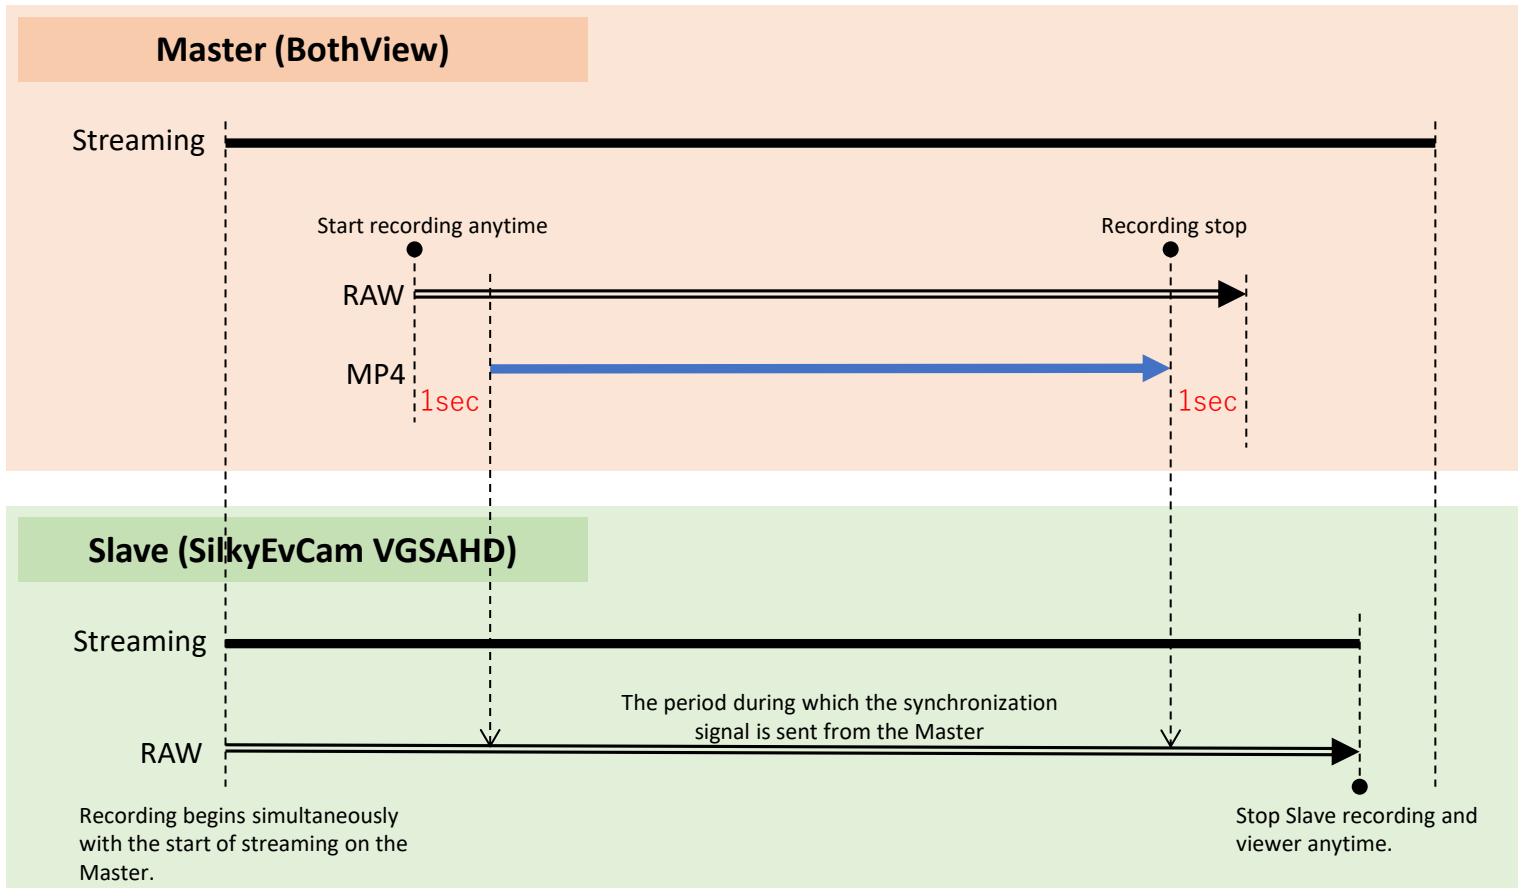 Master (BothView)
Streaming
Start recording anytime
Recording stop
RAW
MP4
1sec
1sec
Slave (SilkyEvCam VGSAHD)
Streaming
The period during which the synchronization
signal is sent from the Master
RAW
Recording begins simultaneously
with the start of streaming on the
Master.
Stop Slave recording and
viewer anytime.